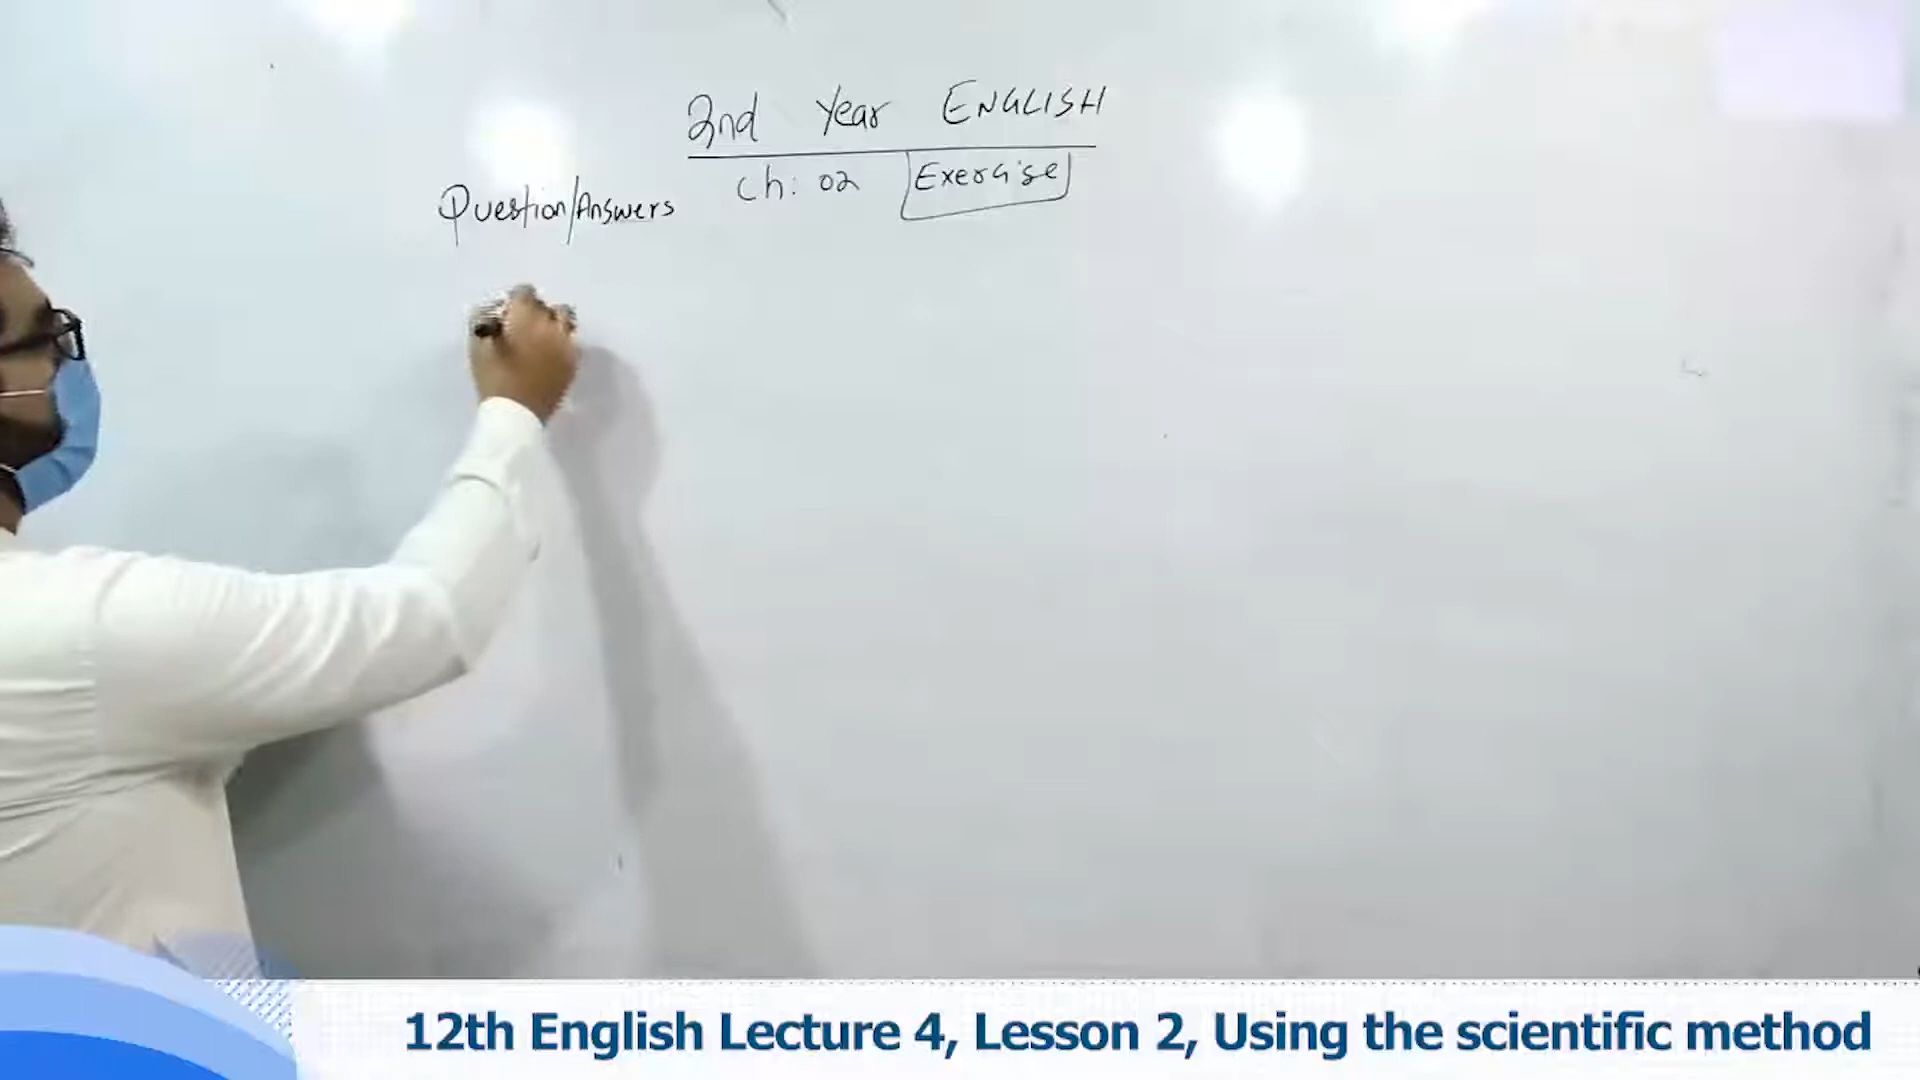 2nd Year ENGLISH
Ch: 02 Exercise
Question/Answers
12th English Lecture 4, Lesson 2, Using the scientific method